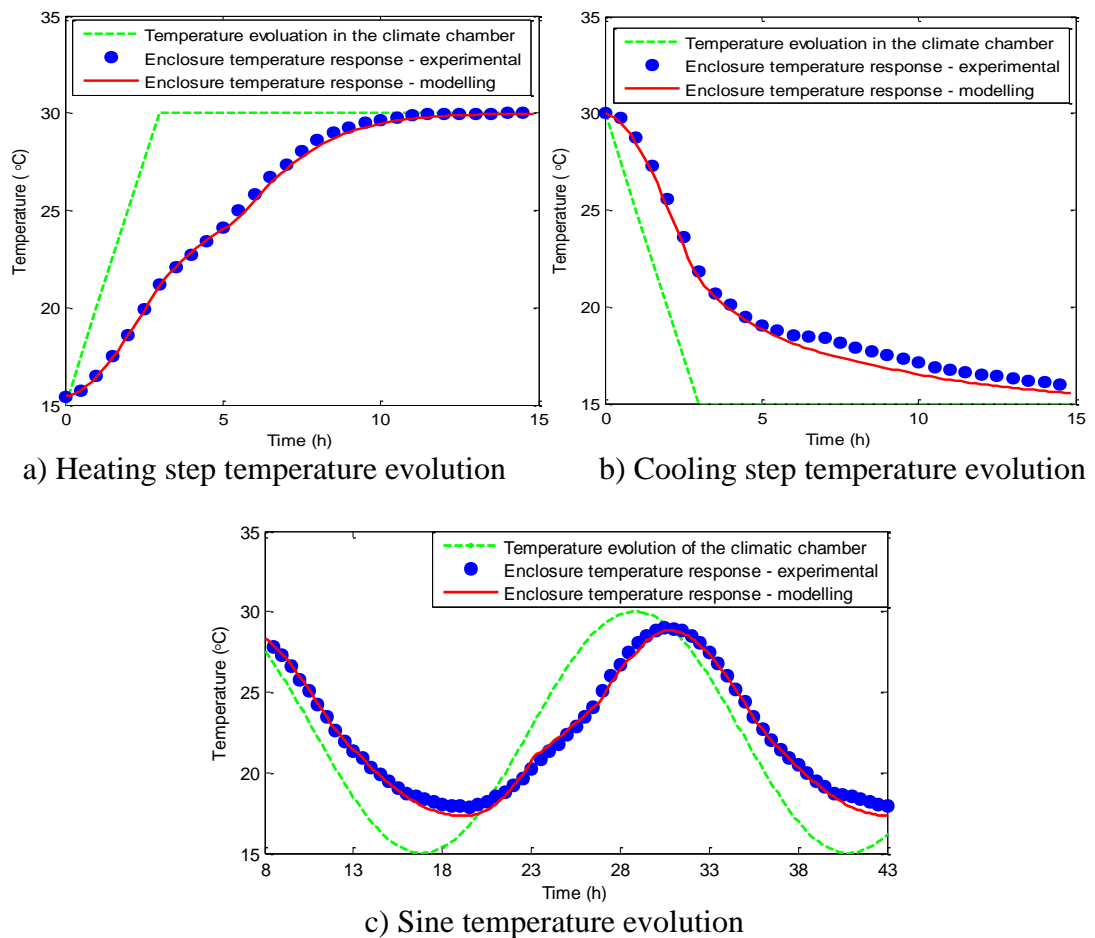 35
30
25
20
15
Temperature ( °C)
Temperature evoluation in the climate chamber
Enclosure temperature response - experimental
Enclosure temperature response - modelling
0
5
10
15
Time (h)
a) Heating step temperature evolution
35
30
25
20
15
Temperature ( °C)
Temperature evoluation in the climate chamber
Enclosure temperature response - experimental
Enclosure temperature response - modelling
0
5
10
15
Time (h)
b) Cooling step temperature evolution
35
30
25
20
15
Temperature (°C)
Temperature evolution of the climatic chamber
Enclosure temperature response - experimental
Enclosure temperature response - modelling
8
13
18
23
28
33
38
43
Time (h)
c) Sine temperature evolution